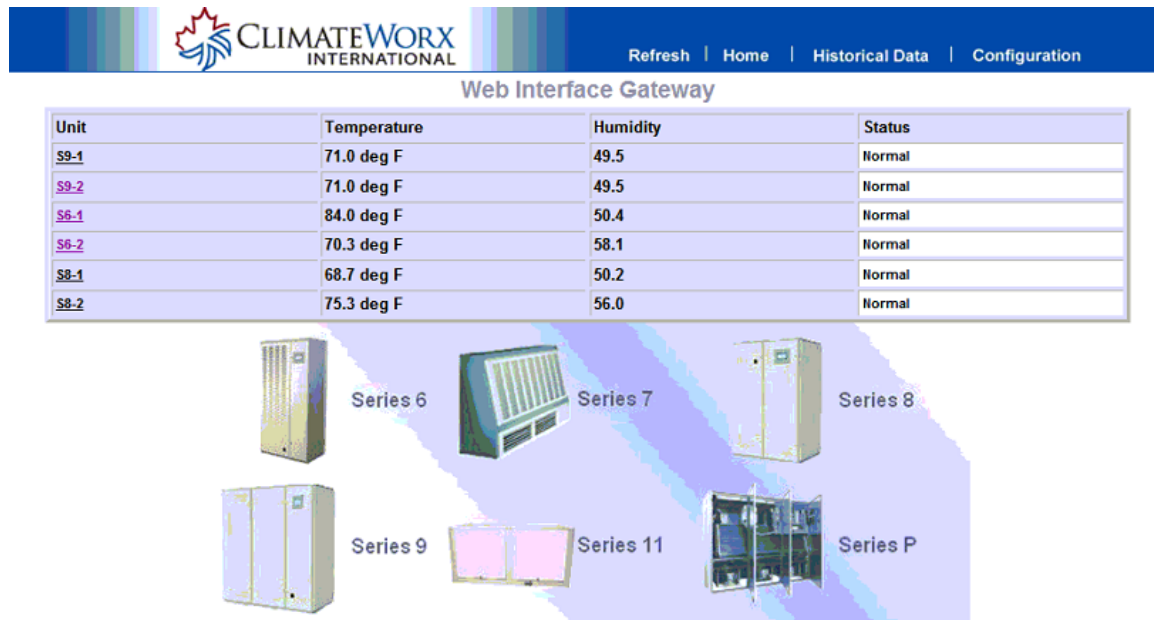 CLIMATEWORX
INTERNATIONAL
Refresh | Home | Historical Data | Configuration
Web Interface Gateway
Unit Temperature Humidity Status
S9-1 71.0 deg F 49.5 Normal
S9-2 71.0 deg F 49.5 Normal
S6-1 84.0 deg F 50.4 Normal
S6-2 70.3 deg F 58.1 Normal
S8-1 68.7 deg F 50.2 Normal
S8-2 75.3 deg F 56.0 Normal
Series 6 Series 7 Series 8
Series 9 Series 11 Series P